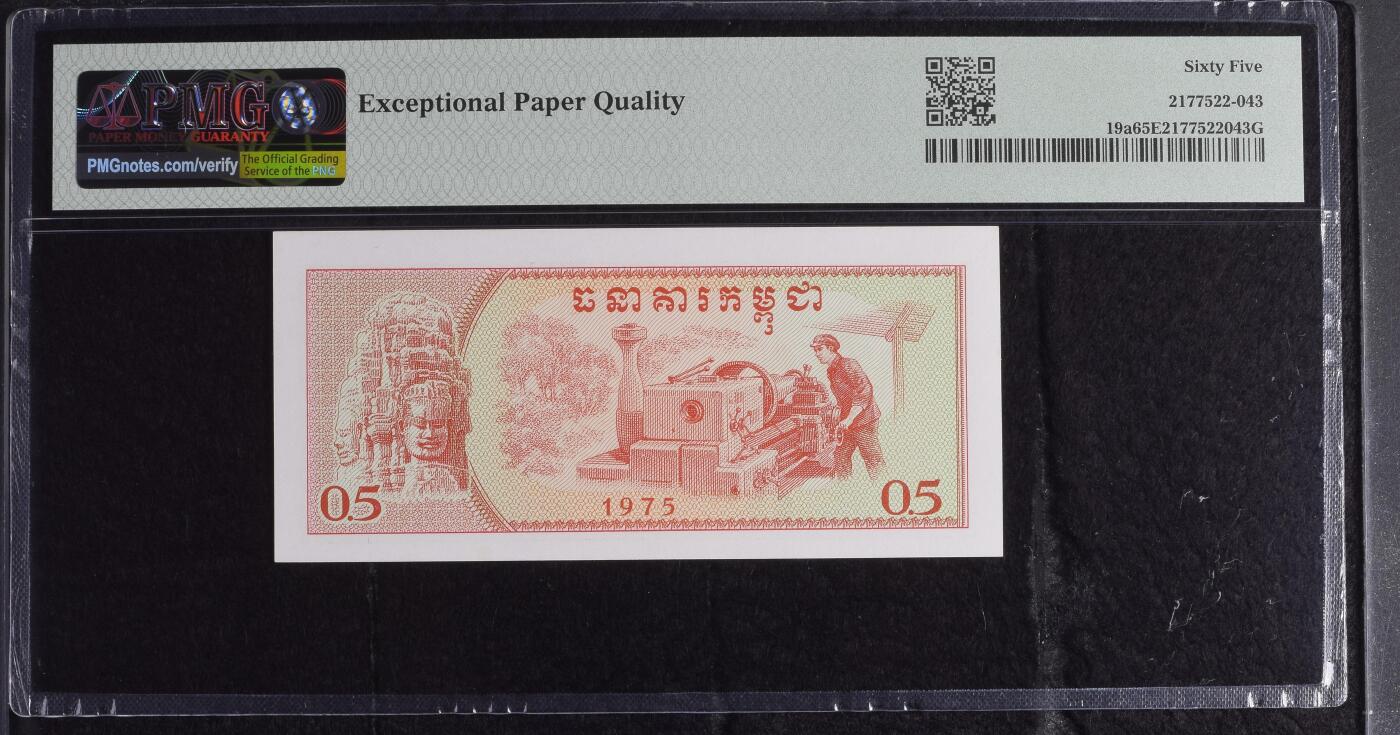 PMG
PAPER MONEY GUARANTY
PMGnotes.com/verify
The Official Grading
Service of the PNG
Exceptional Paper Quality
Sixty Five
2177522-043
19a65E2177522043G
ធនាគារកម្ពុជា
0.5
1975
0.5